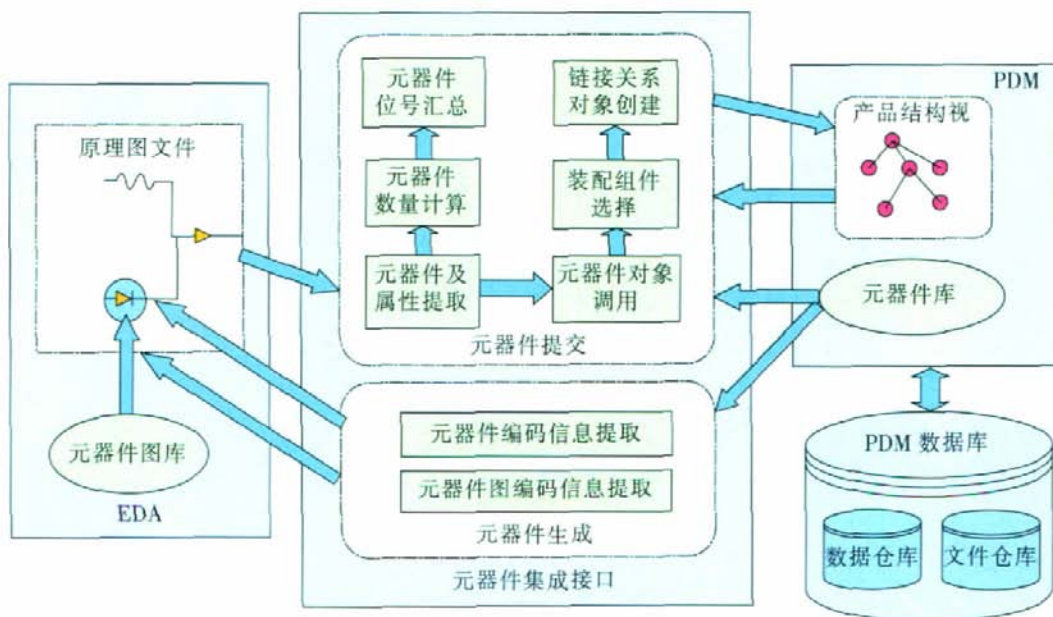 原理图文件
元器件图库
EDA
元器件
位号汇总
链接关系
对象创建
元器件
数量计算
装配组件
选择
元器件及
属性提取
元器件对象
调用
元器件提交
元器件编码信息提取
元器件图编码信息提取
元器件生成
元器件集成接口
PDM
产品结构视
元器件库
PDM 数据库
数据仓库
文件仓库